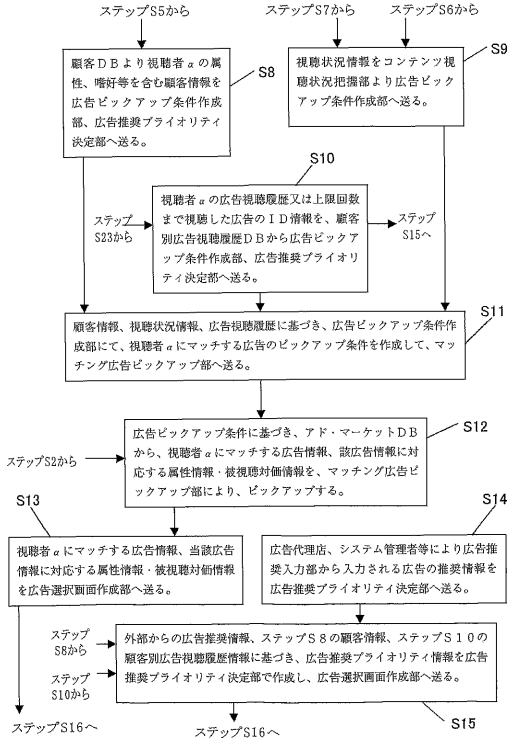 ステップS5から
ステップS7から
ステップS6から
顧客DBより視聴者αの属
性、嗜好等を含む顧客情報を
広告ピックアップ条件作成
部、広告推奨プライオリティ
決定部へ送る。
S8
視聴状況情報をコンテンツ視
聴状況把握部より広告ピック
アップ条件作成部へ送る。
S9
S10
視聴者αの広告視聴履歴又は上限回数
まで視聴した広告のID情報を、顧客
別広告視聴履歴DBから広告ピックア
ップ条件作成部、広告推奨プライオリ
ティ決定部へ送る。
ステップ
S23から
ステップ
S15へ
S11
顧客情報、視聴状況情報、広告視聴履歴に基づき、広告ピックアップ条件作
成部にて、視聴者αにマッチする広告のピックアップ条件を作成して、マッ
チング広告ピックアップ部へ送る。
S12
広告ピックアップ条件に基づき、アド・マーケットDB
から、視聴者αにマッチする広告情報、該広告情報に対
応する属性情報・被視聴対価情報を、マッチング広告ピ
ックアップ部により、ピックアップする。
ステップS2から
S13
視聴者αにマッチする広告情報、当該広告
情報に対応する属性情報・被視聴対価情報
を広告選択画面作成部へ送る。
S14
広告代理店、システム管理者等により広告推
奨入力部から入力される広告の推奨情報を
広告推奨プライオリティ決定部へ送る。
ステップ
S8から
ステップ
S10から
外部からの広告推奨情報、ステップS8の顧客情報、ステップS10の
顧客別広告視聴履歴情報に基づき、広告推奨プライオリティ情報を広告
推奨プライオリティ決定部で作成し、広告選択画面作成部へ送る。
S15
ステップS16へ
ステップS16へ